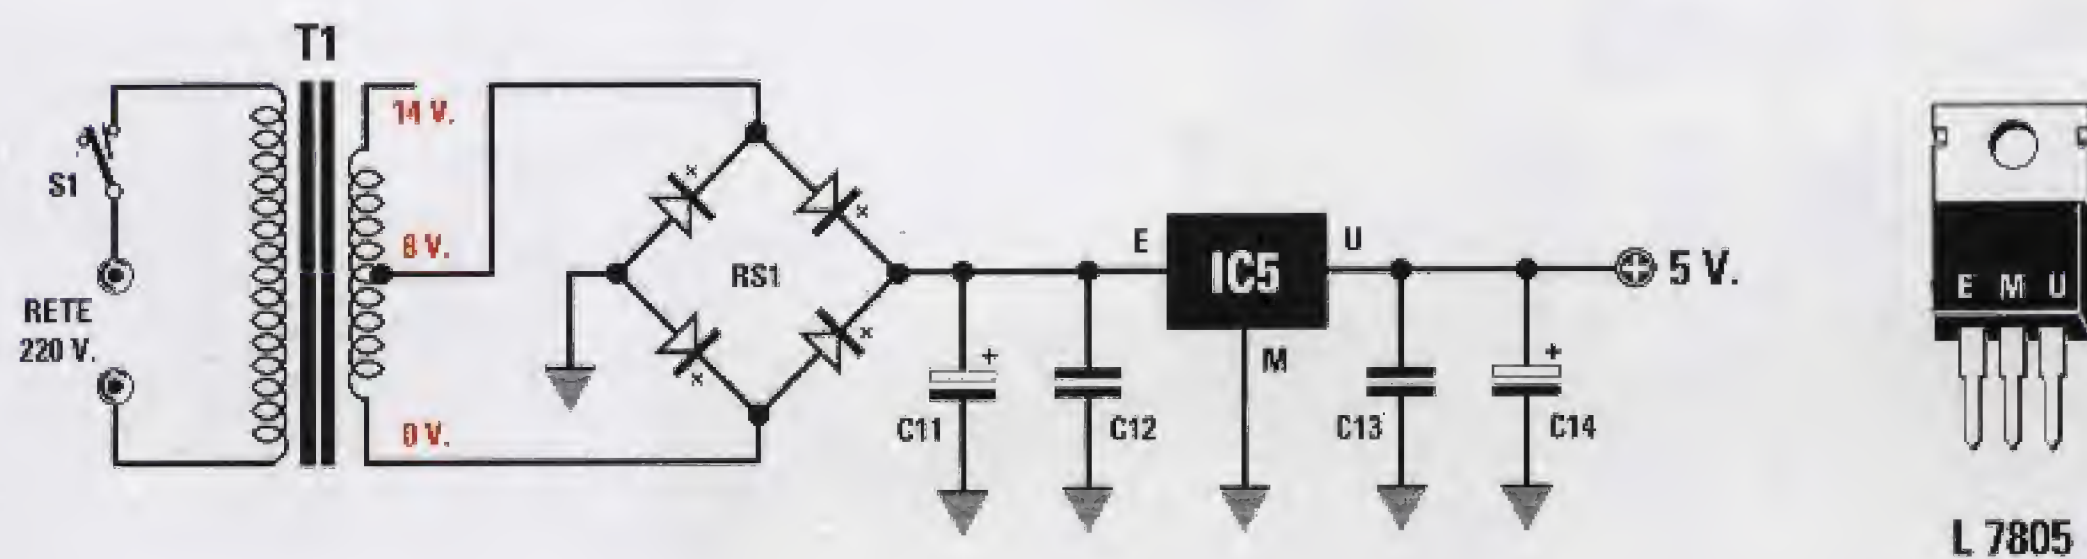 T1
14 V.
S1
8 V.
RETE
220 V.
0 V.
RS1
x
x
x
x
E
IC5
U
M
5 V.
+
C11
C12
C13
+
C14
E M U
L 7805